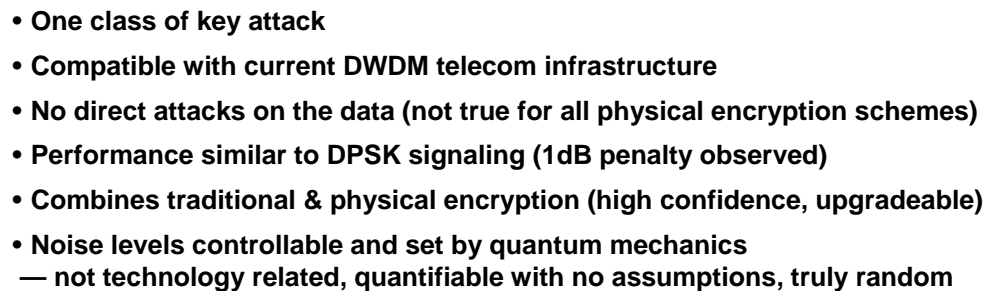 • One class of key attack
• Compatible with current DWDM telecom infrastructure
• No direct attacks on the data (not true for all physical encryption schemes)
• Performance similar to DPSK signaling (1dB penalty observed)
• Combines traditional & physical encryption (high confidence, upgradeable)
• Noise levels controllable and set by quantum mechanics
— not technology related, quantifiable with no assumptions, truly random